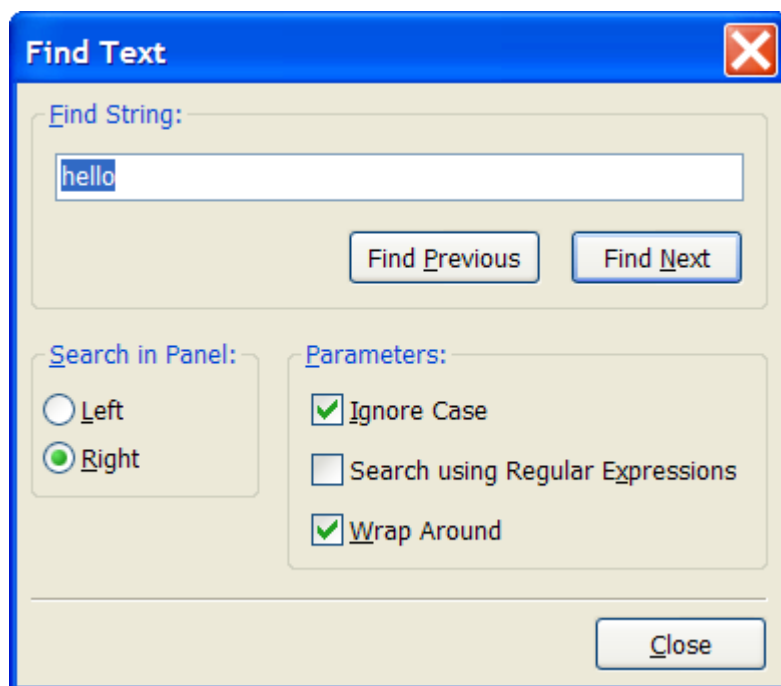 Find Text
Find String:
hello
Find Previous
Find Next
Search in Panel:
Left
Right
Parameters:
Ignore Case
Search using Regular Expressions
Wrap Around
Close